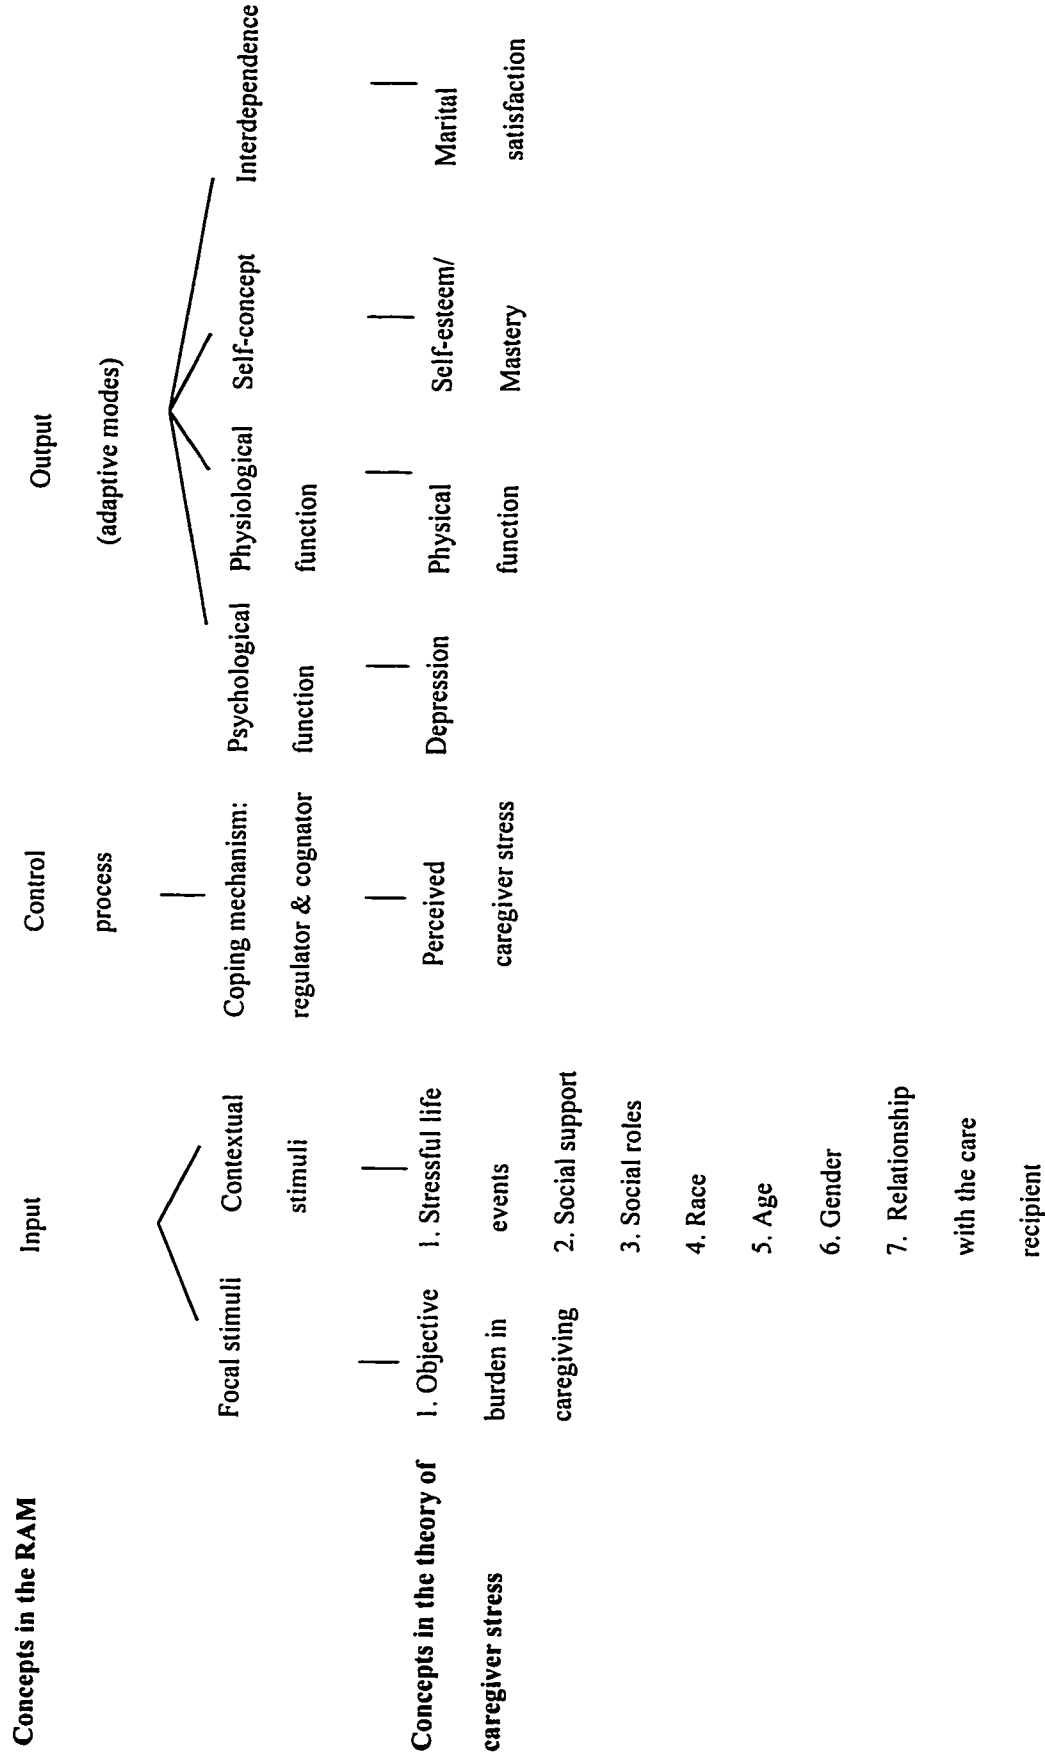 Concepts in the RAM
Input
Control
process
Output
(adaptive modes)
Focal stimuli
Contextual
stimuli
Coping mechanism:
regulator & cognator
Psychological
function
Physiological
function
Self-concept
Interdependence
Concepts in the theory of
caregiver stress
1. Objective
burden in
caregiving
1. Stressful life
events
2. Social support
3. Social roles
4. Race
5. Age
6. Gender
7. Relationship
with the care
recipient
Perceived
caregiver stress
Depression
Physical
function
Self-esteem/
Mastery
Marital
satisfaction